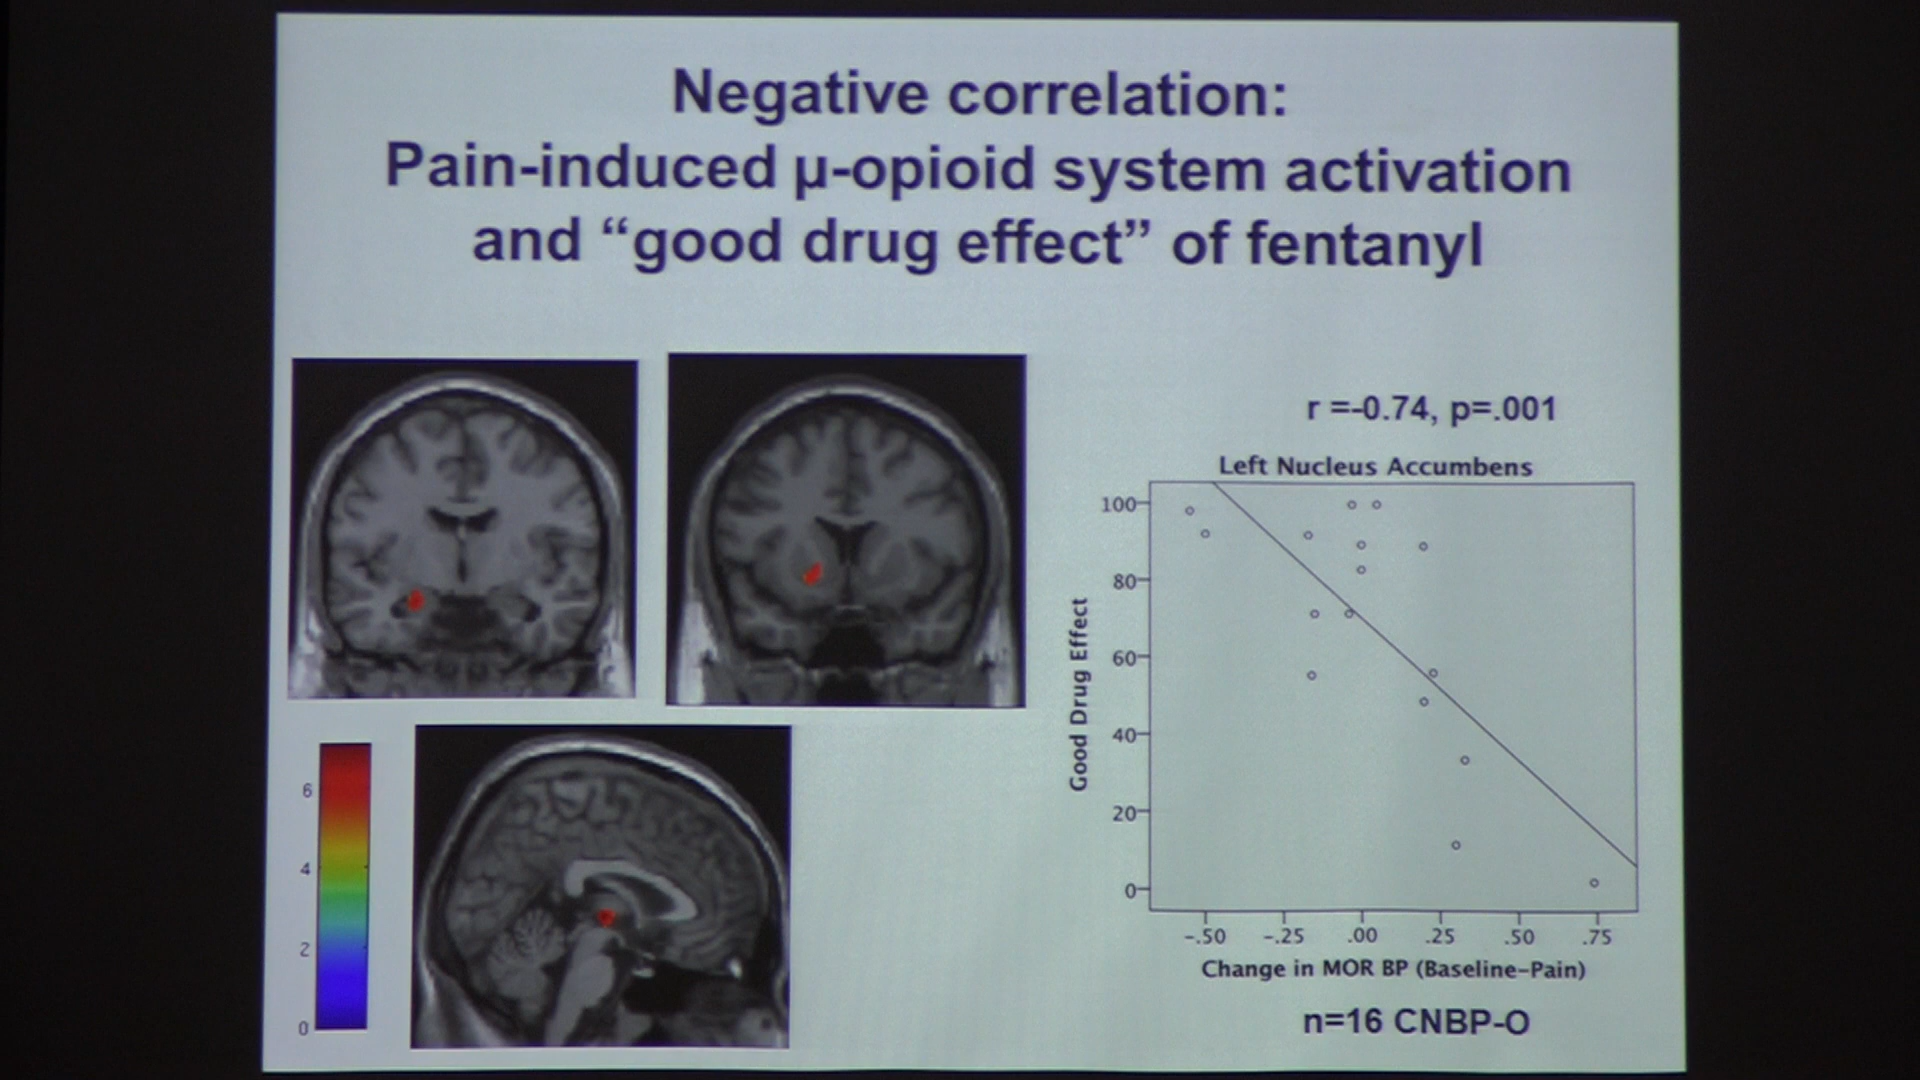 Negative correlation:
Pain-induced μ-opioid system activation
and “good drug effect” of fentanyl
r =-0.74, p=.001
Left Nucleus Accumbens
100
80
60
40
20
0
Good Drug Effect
-.50 -.25 .00 .25 .50 .75
Change in MOR BP (Baseline-Pain)
n=16 CNBP-O
6
4
2
0